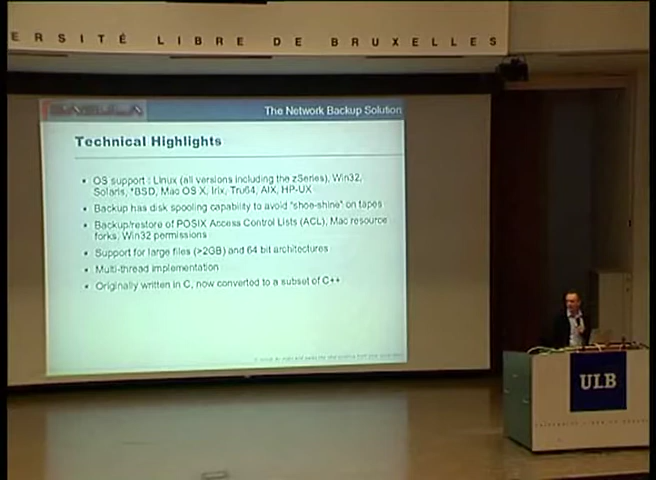 ERSITÉ LIBRE DE BRUXELLES
BACULA
The Network Backup Solution
Technical Highlights
• OS support : Linux (all versions including the zSeries), Win32,
Solaris, *BSD, Mac OS X, Irix, Tru64, AIX, HP-UX
• Backup has disk spooling capability to avoid "shoe-shine" on tapes
• Backup/restore of POSIX Access Control Lists (ACL), Mac resource
forks, Win32 permissions
• Support for large files (>2GB) and 64 bit architectures
• Multi-thread implementation
• Originally written in C, now converted to a subset of C++
ULB